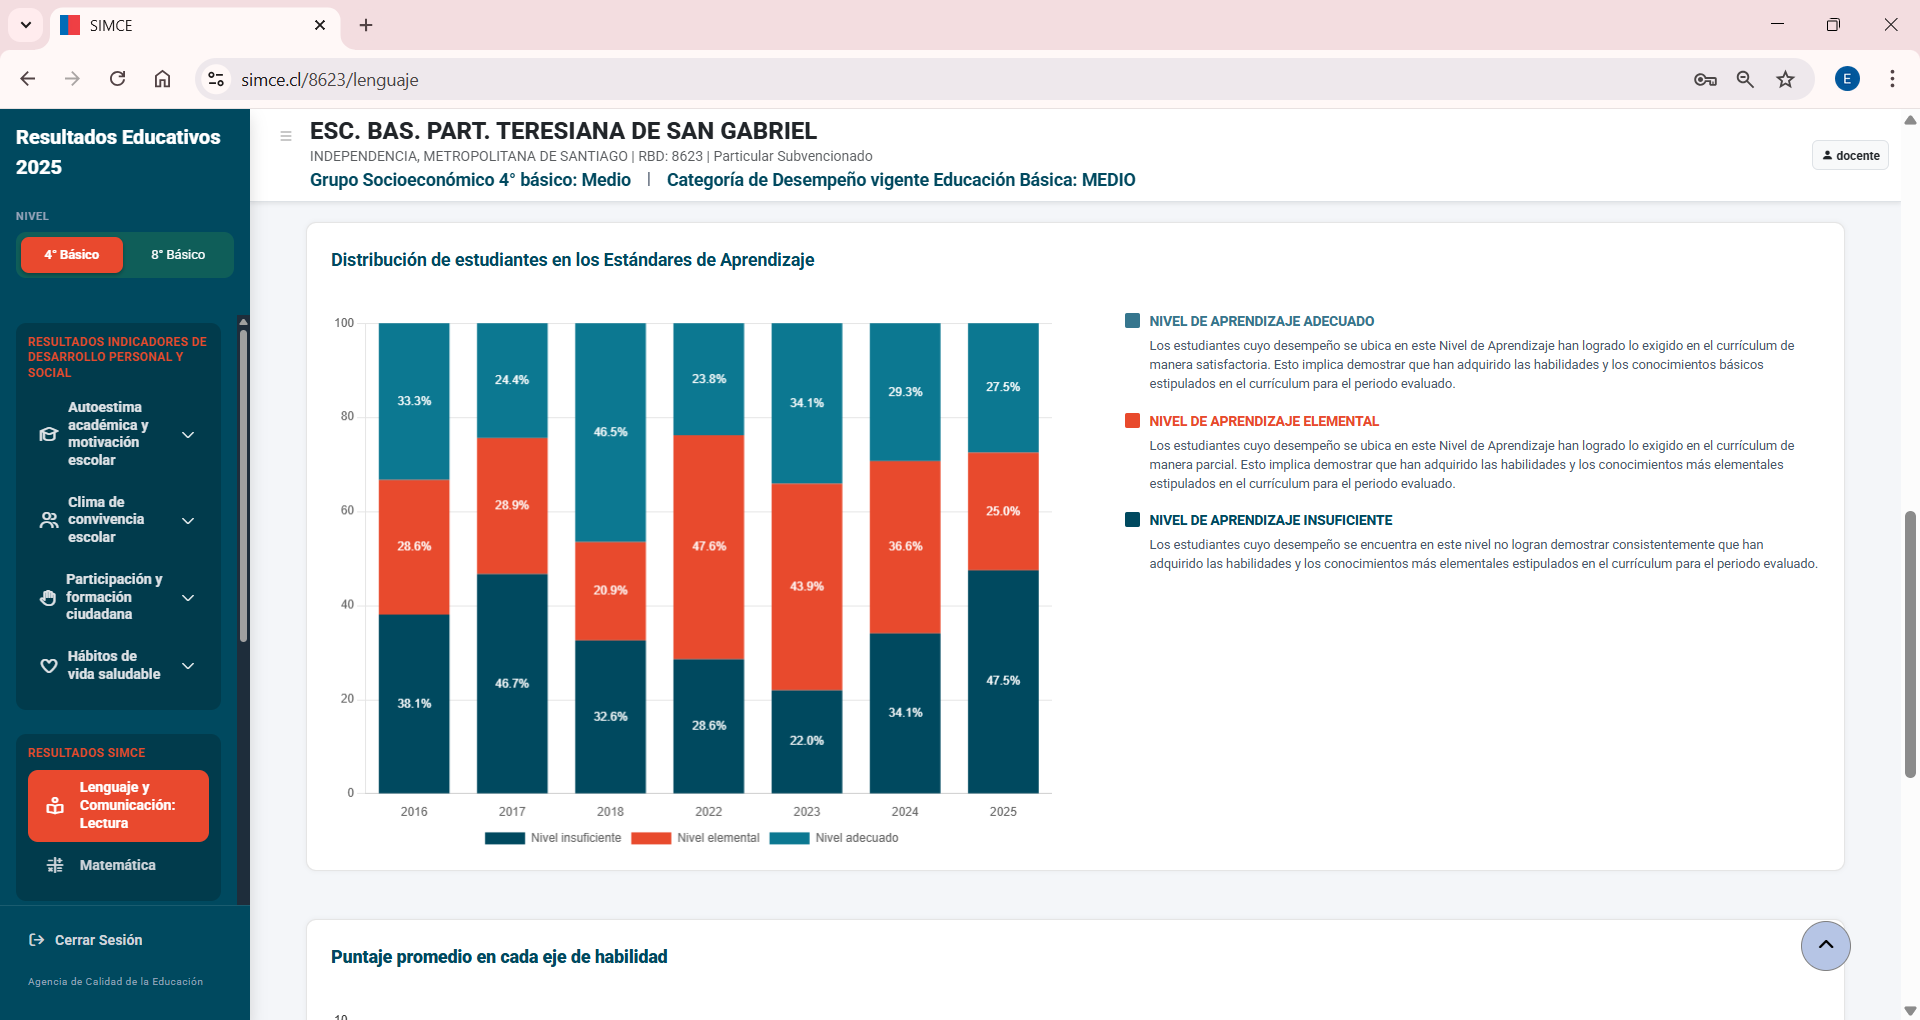 SIMCE
simce.cl/8623/lenguaje
E
Resultados Educativos
2025
NIVEL
4° Básico
8° Básico
RESULTADOS INDICADORES DE
DESARROLLO PERSONAL Y
SOCIAL
Autoestima
académica y
motivación
escolar
Clima de
convivencia
escolar
Participación y
formación
ciudadana
Hábitos de
vida saludable
RESULTADOS SIMCE
Lenguaje y
Comunicación:
Lectura
Matemática
Cerrar Sesión
Agencia de Calidad de la Educación
ESC. BAS. PART. TERESIANA DE SAN GABRIEL
INDEPENDENCIA, METROPOLITANA DE SANTIAGO | RBD: 8623 | Particular Subvencionado
Grupo Socioeconómico 4° básico: Medio | Categoría de Desempeño vigente Educación Básica: MEDIO
docente
Distribución de estudiantes en los Estándares de Aprendizaje
100
80
60
40
20
0
33.3%
28.6%
38.1%
24.4%
28.9%
46.7%
46.5%
20.9%
32.6%
23.8%
47.6%
28.6%
34.1%
43.9%
22.0%
29.3%
36.6%
34.1%
27.5%
25.0%
47.5%
2016 2017 2018 2022 2023 2024 2025
Nivel insuficiente Nivel elemental Nivel adecuado
NIVEL DE APRENDIZAJE ADECUADO
Los estudiantes cuyo desempeño se ubica en este Nivel de Aprendizaje han logrado lo exigido en el currículum de
manera satisfactoria. Esto implica demostrar que han adquirido las habilidades y los conocimientos básicos
estipulados en el currículum para el periodo evaluado.
NIVEL DE APRENDIZAJE ELEMENTAL
Los estudiantes cuyo desempeño se ubica en este Nivel de Aprendizaje han logrado lo exigido en el currículum de
manera parcial. Esto implica demostrar que han adquirido las habilidades y los conocimientos más elementales
estipulados en el currículum para el periodo evaluado.
NIVEL DE APRENDIZAJE INSUFICIENTE
Los estudiantes cuyo desempeño se encuentra en este nivel no logran demostrar consistentemente que han
adquirido las habilidades y los conocimientos más elementales estipulados en el currículum para el periodo evaluado.
Puntaje promedio en cada eje de habilidad